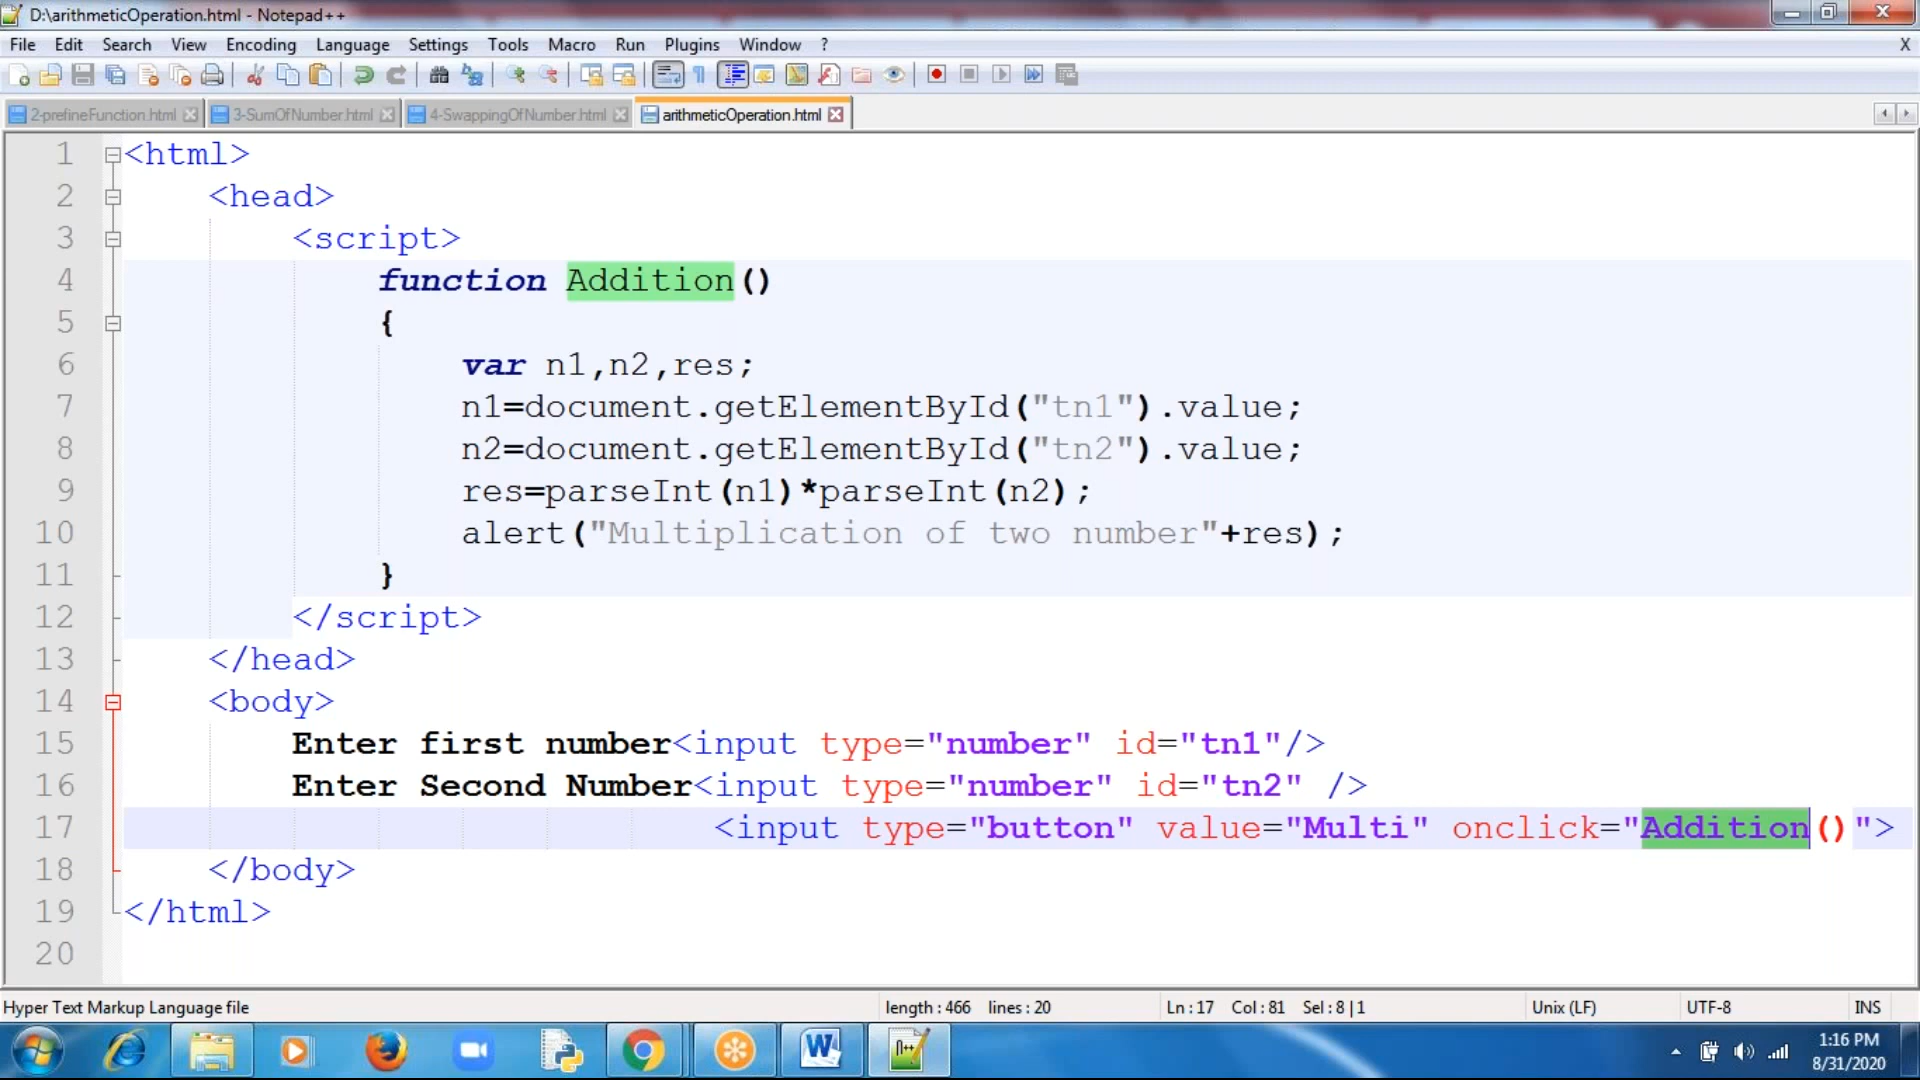 D:\arithmeticOperation.html - Notepad++
File Edit Search View Encoding Language Settings Tools Macro Run Plugins Window ? X
2-prefineFunction.html 3-SumOfNumber.html 4-SwappingOfNumber.html arithmeticOperation.html
1 <html>
2 <head>
3 <script>
4 function Addition()
5 {
6 var n1,n2,res;
7 n1=document.getElementById("tn1").value;
8 n2=document.getElementById("tn2").value;
9 res=parseInt(n1)*parseInt(n2);
10 alert("Multiplication of two number"+res);
11 }
12 </script>
13 </head>
14 <body>
15 Enter first number<input type="number" id="tn1"/>
16 Enter Second Number<input type="number" id="tn2" />
17 <input type="button" value="Multi" onclick="Addition()">
18 </body>
19 </html>
20
Hyper Text Markup Language file length : 466 lines : 20 Ln : 17 Col : 81 Sel : 8 | 1 Unix (LF) UTF-8 INS
1:16 PM
8/31/2020